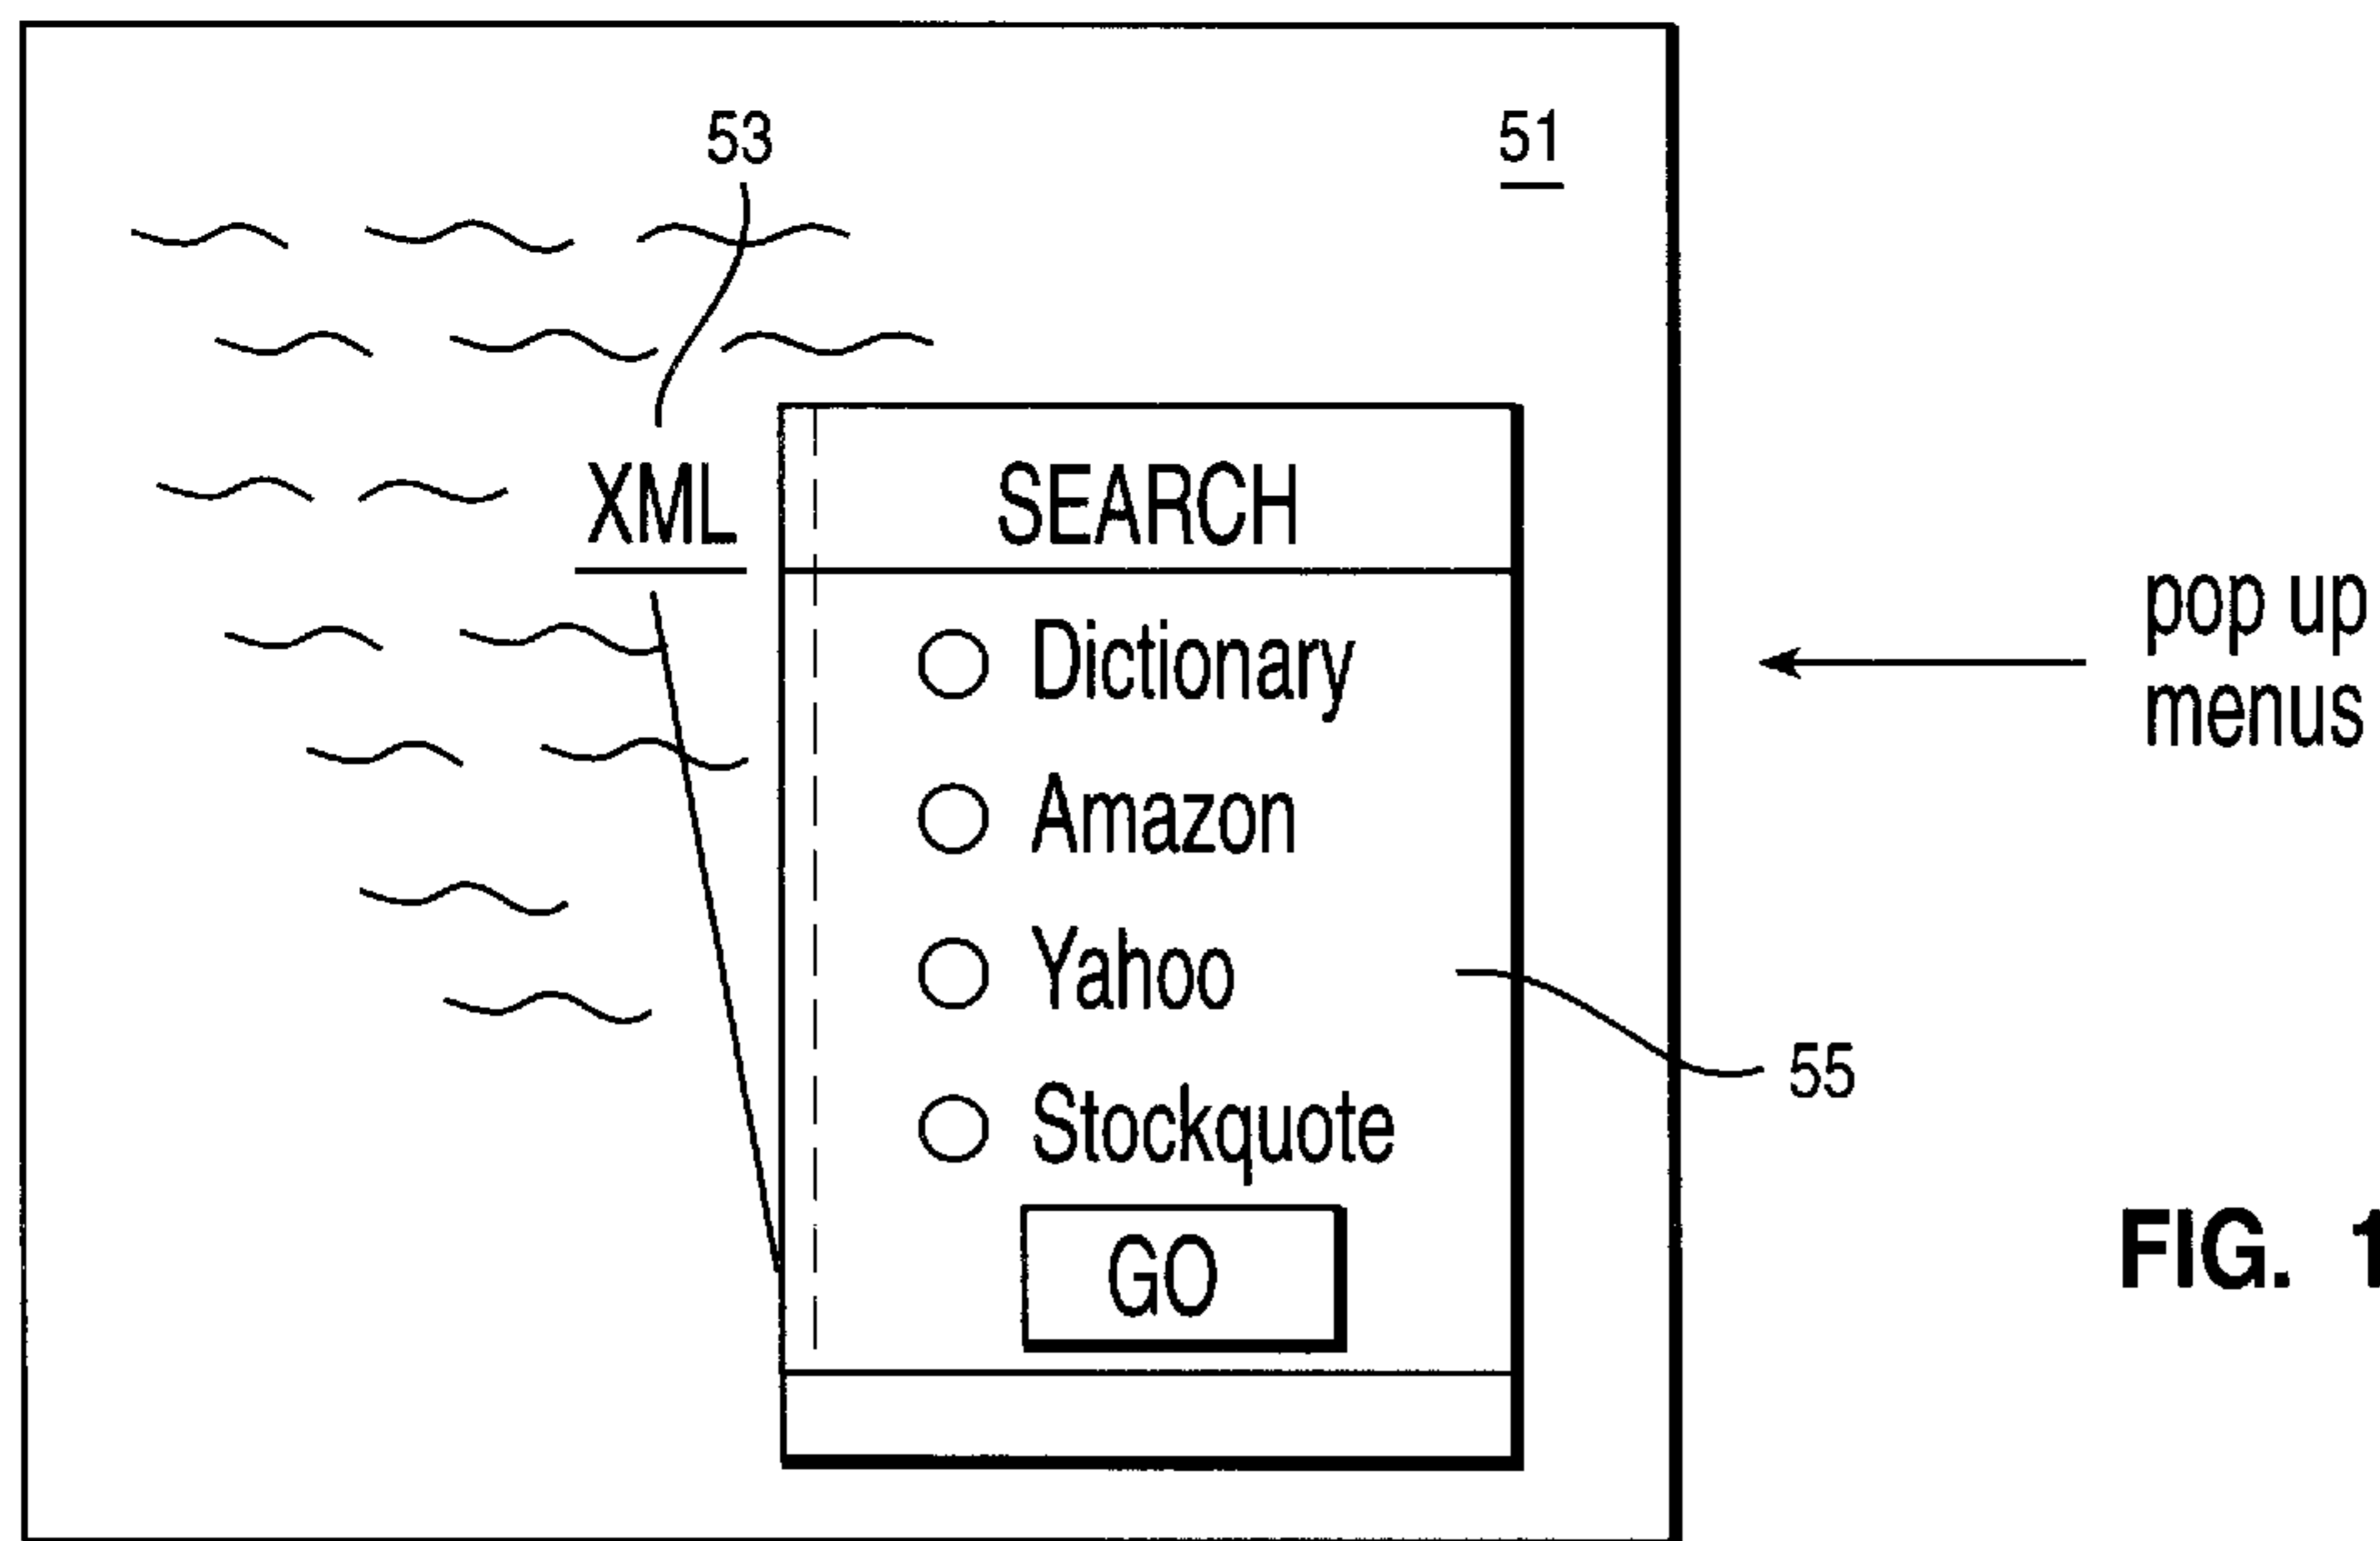 53
51
XML
SEARCH
Dictionary
Amazon
Yahoo
Stockquote
GO
55
pop up
menus
FIG. 1